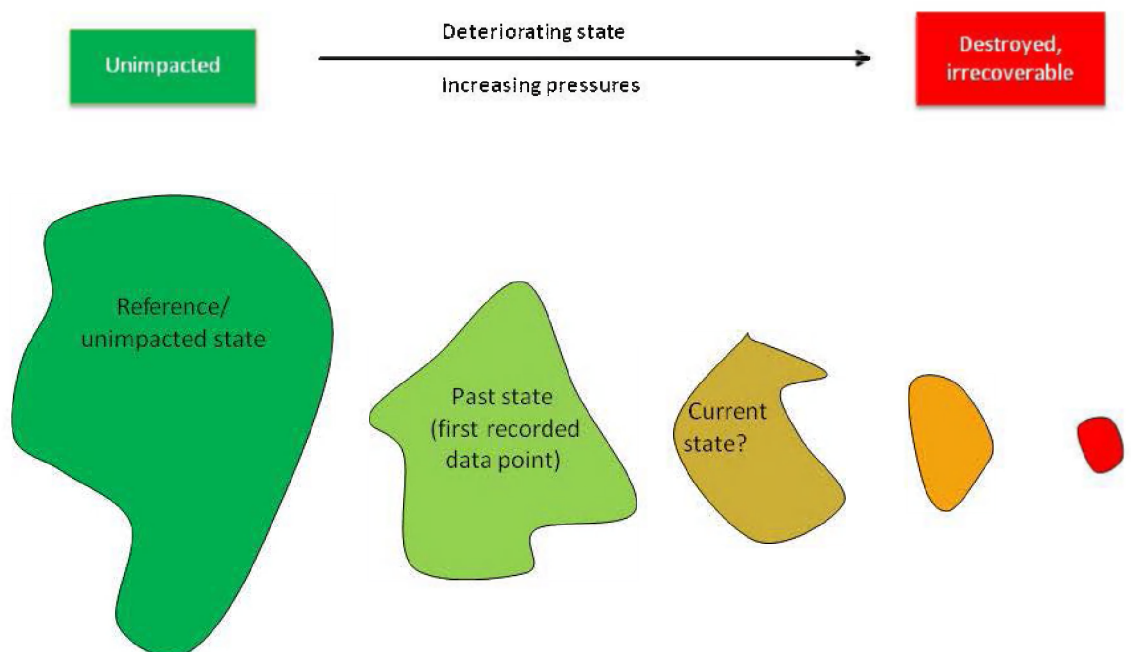 Unimpacted
Deteriorating state
Increasing pressures
Destroyed,
irrecoverable
Reference/
unimpacted state
Past state
(first recorded
data point)
Current
state?